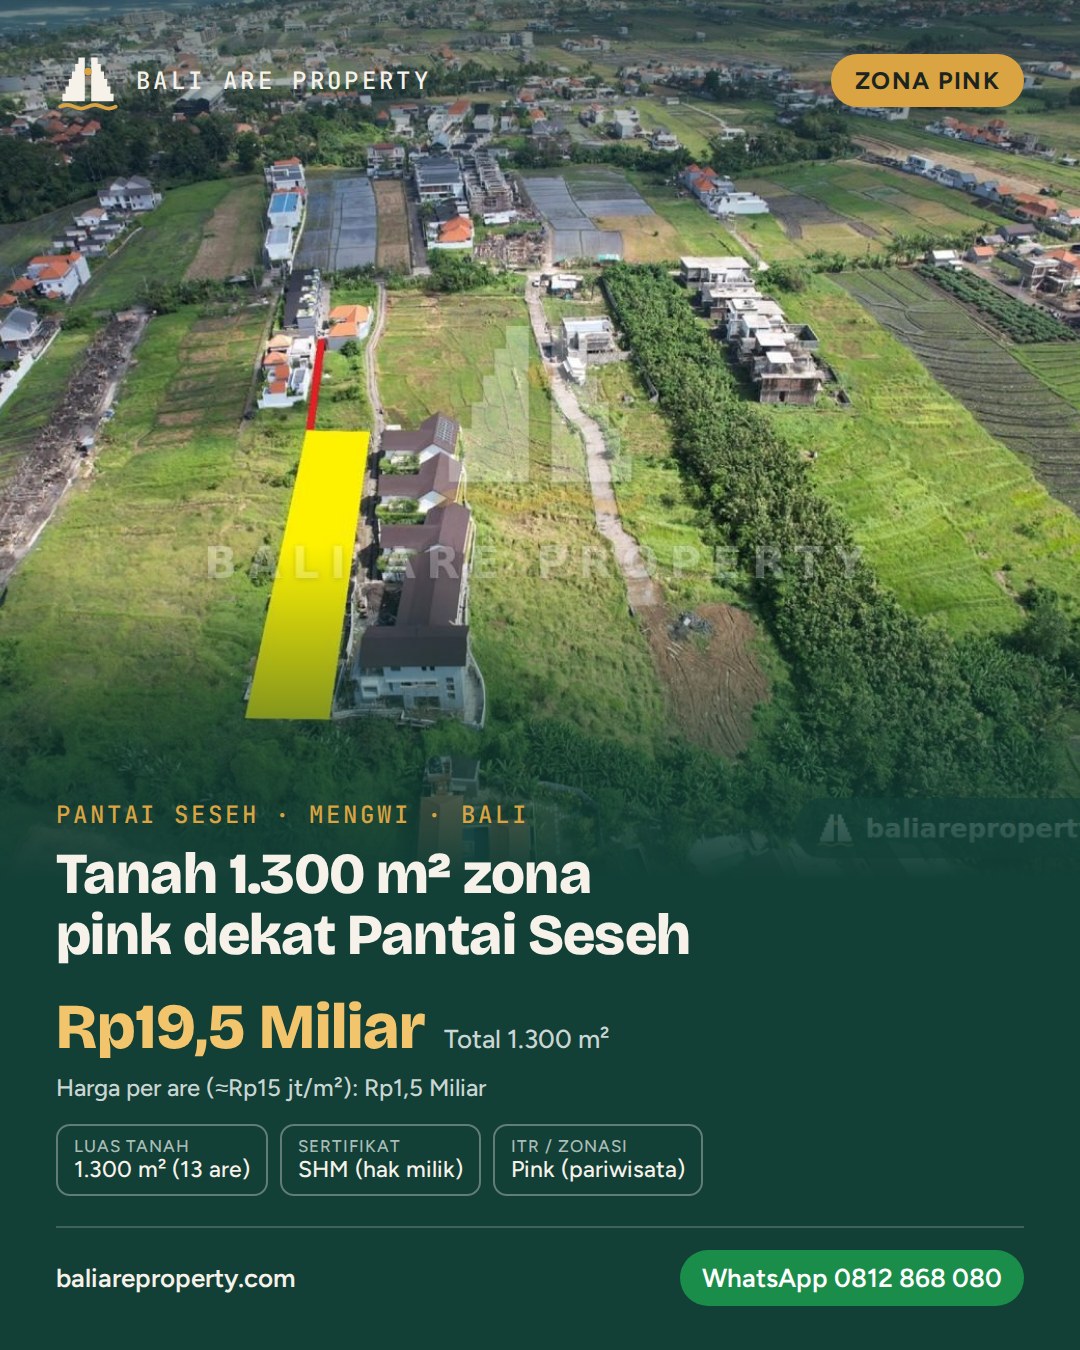 BALI ARE PROPERTY
ZONA PINK
BALI ARE PROPERTY
PANTAI SESEH · MENGWI · BALI
baliarepropert
Tanah 1.300 m² zona
pink dekat Pantai Seseh
Rp19,5 Miliar Total 1.300 m²
Harga per are (≈Rp15 jt/m²): Rp1,5 Miliar
LUAS TANAH
1.300 m² (13 are)
SERTIFIKAT
SHM (hak milik)
ITR / ZONASI
Pink (pariwisata)
baliareproperty.com
WhatsApp 0812 868 080